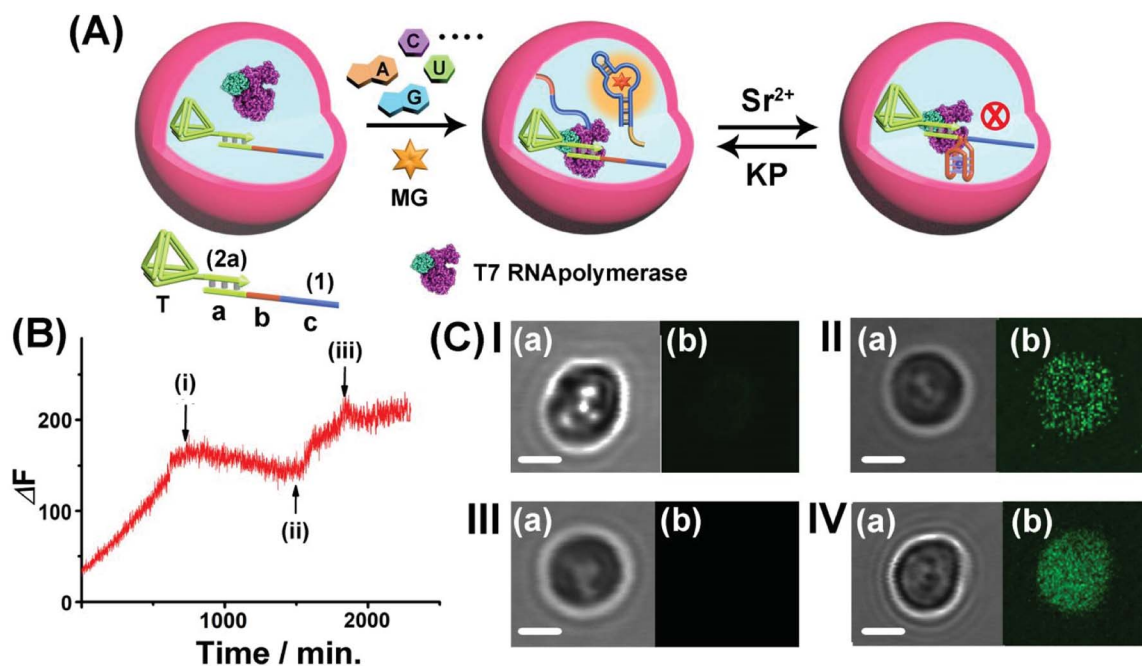 (A)
A C U G ....
MG
Sr²⁺
KP
T (2a) (1)
a b c
T7 RNApolymerase
(B)
(i) (ii) (iii)
200
100
0
ΔF
1000 2000
Time / min.
(C) I (a) (b) II (a) (b)
III (a) (b) IV (a) (b)